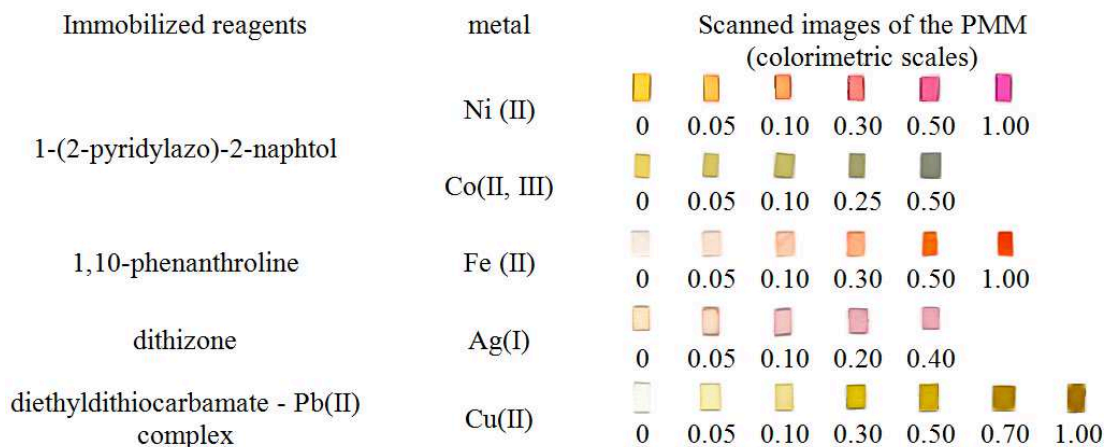 Immobilized reagents metal Scanned images of the PMM
(colorimetric scales)
Ni (II)
0 0.05 0.10 0.30 0.50 1.00
1-(2-pyridylazo)-2-naphtol
Co(II, III)
0 0.05 0.10 0.25 0.50
1,10-phenanthroline Fe (II)
0 0.05 0.10 0.30 0.50 1.00
dithizone Ag(I)
0 0.05 0.10 0.20 0.40
diethyldithiocarbamate - Pb(II)
complex
Cu(II)
0 0.05 0.10 0.30 0.50 0.70 1.00